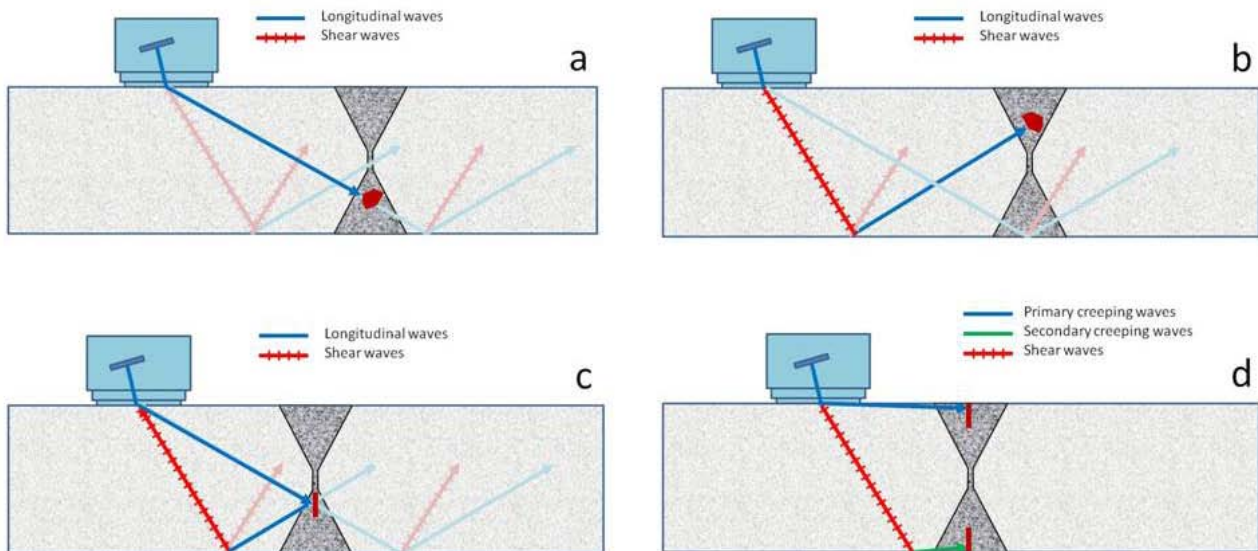 Longitudinal waves
Shear waves
a
Longitudinal waves
Shear waves
b
Longitudinal waves
Shear waves
c
Primary creeping waves
Secondary creeping waves
Shear waves
d